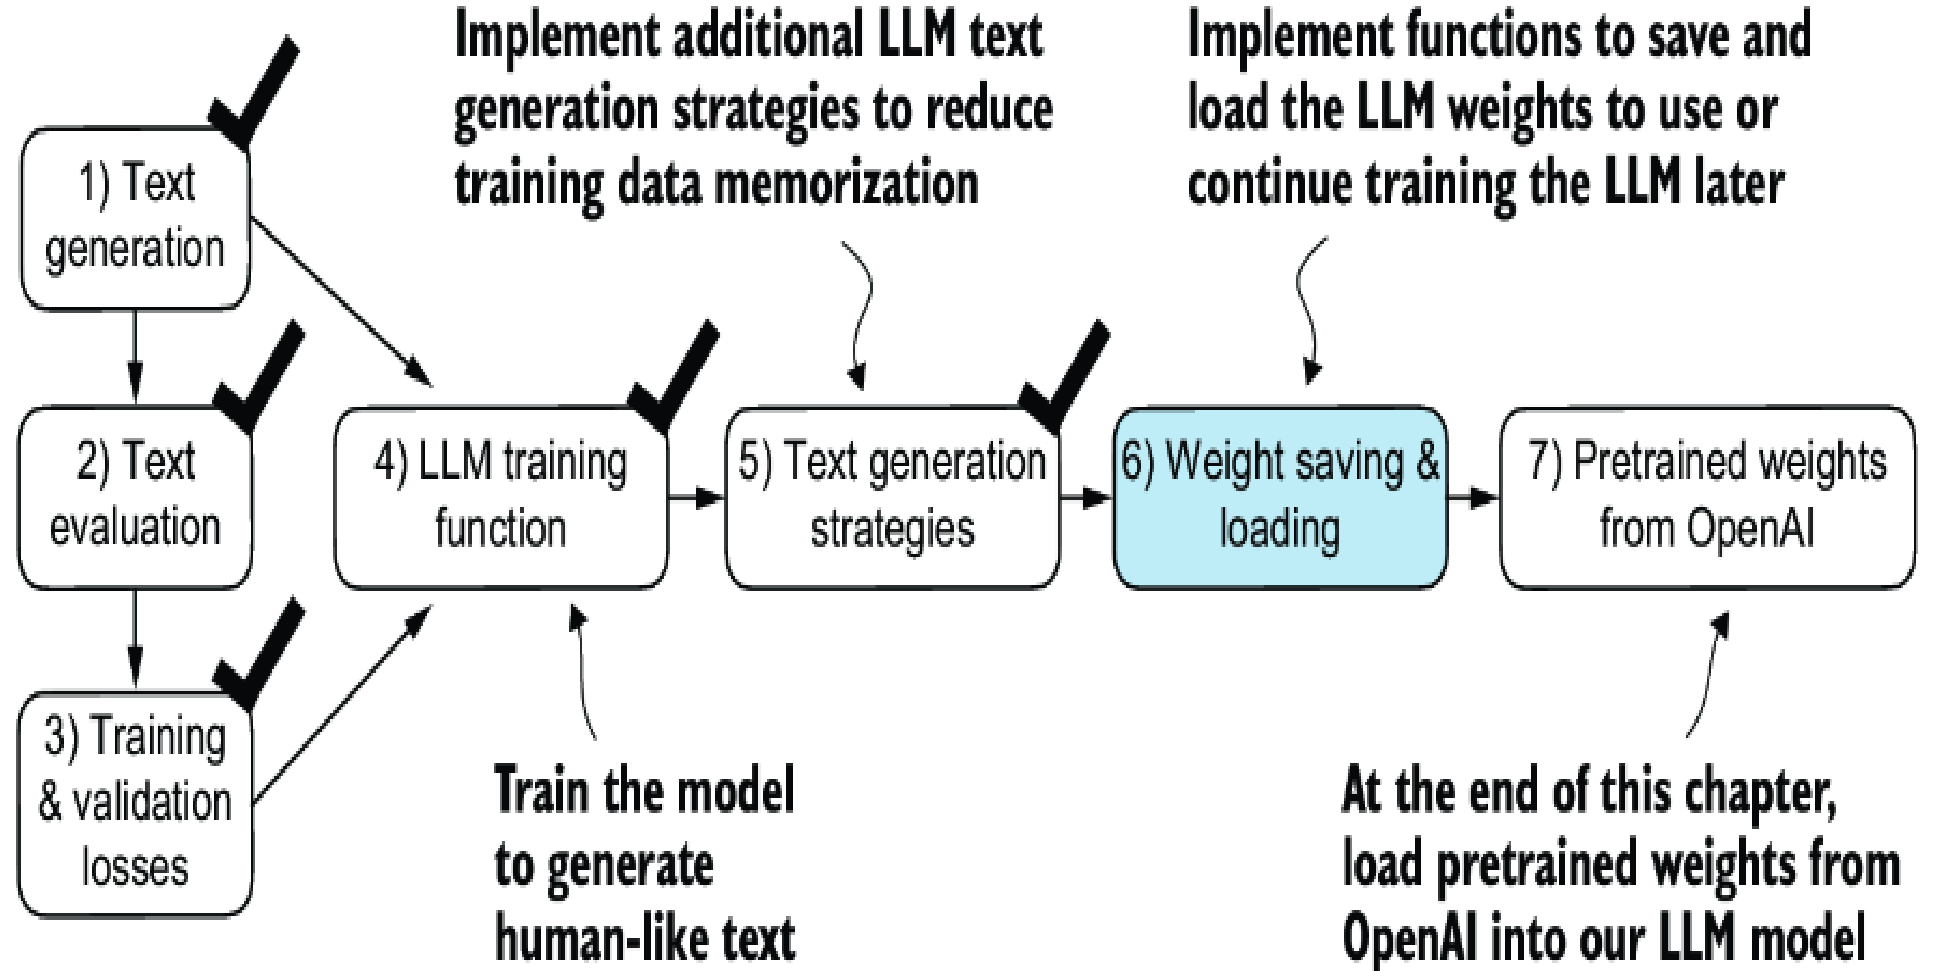 Implement additional LLM text
generation strategies to reduce
training data memorization
Implement functions to save and
load the LLM weights to use or
continue training the LLM later
1) Text
generation
2) Text
evaluation
3) Training
& validation
losses
4) LLM training
function
5) Text generation
strategies
6) Weight saving &
loading
7) Pretrained weights
from OpenAI
Train the model
to generate
human-like text
At the end of this chapter,
load pretrained weights from
OpenAI into our LLM model